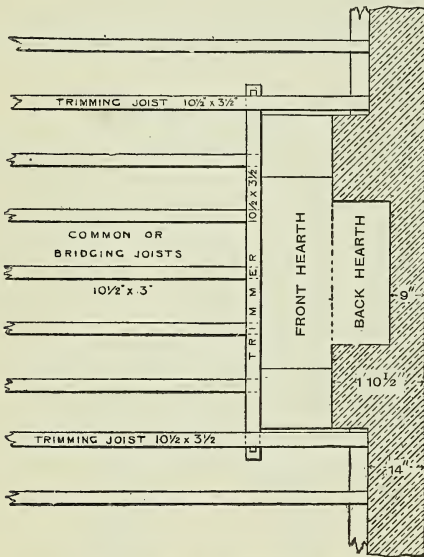 TRIMMING JOIST 10½" x 3½"
COMMON OR
BRIDGING JOISTS
10½" x 3"
TRIMMER 10½ x 3½
FRONT HEARTH
BACK HEARTH
9"
1' 10½"
TRIMMING JOIST 10½ x 3½
14"